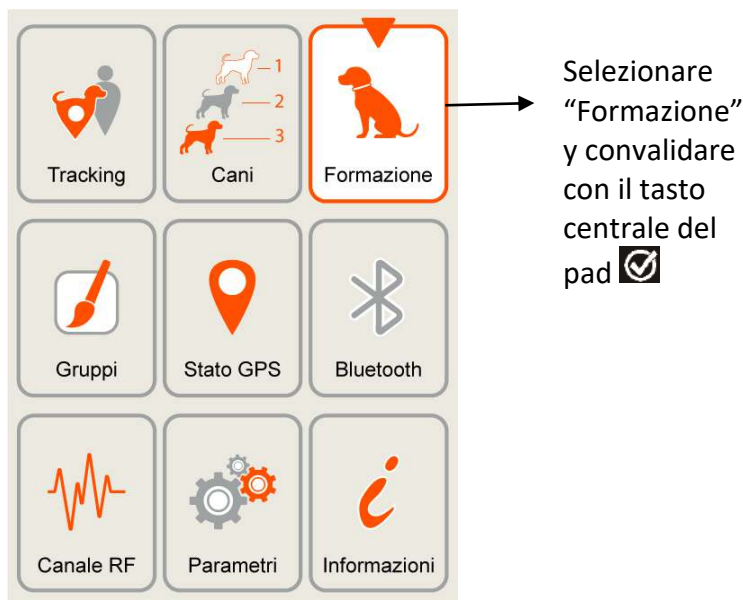 1
2
3
Tracking
Cani
Formazione
Gruppi
Stato GPS
Bluetooth
Canale RF
Parametri
Informazioni
Selezionare
“Formazione”
y convalidare
con il tasto
centrale del
pad